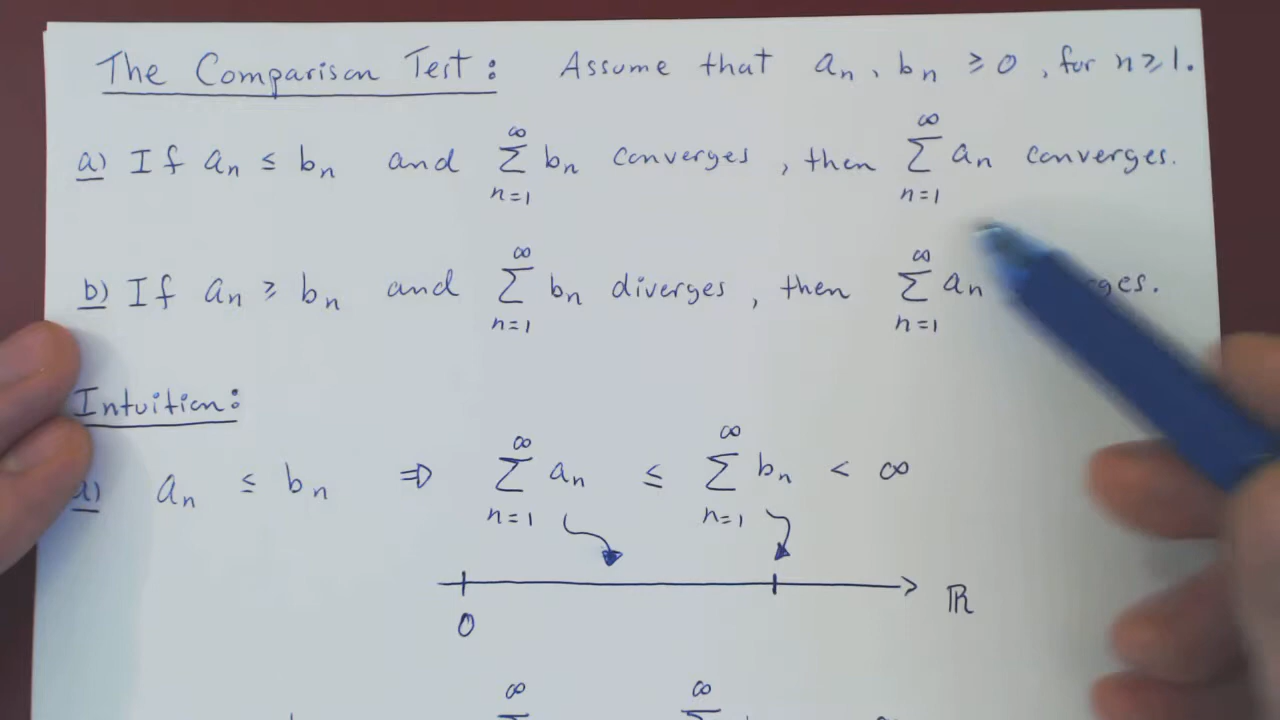 The Comparison Test: Assume that aₙ, bₙ ≥ 0, for n ≥ 1.
a) If aₙ ≤ bₙ and ∑_{n=1}^{∞} bₙ converges, then ∑_{n=1}^{∞} aₙ converges.
b) If aₙ ≥ bₙ and ∑_{n=1}^{∞} bₙ diverges, then ∑_{n=1}^{∞} aₙ
Intuition:
a) aₙ ≤ bₙ ⇒ ∑_{n=1}^{∞} aₙ ≤ ∑_{n=1}^{∞} bₙ < ∞
ℝ
0
∞ ∞